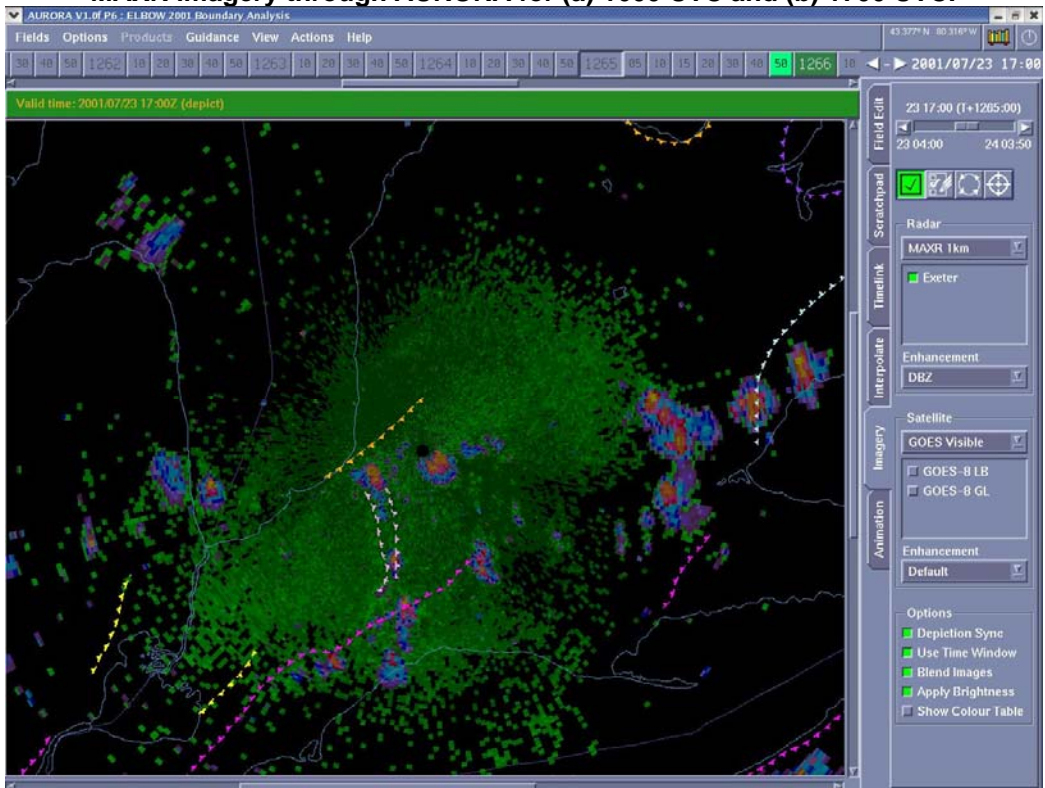 MAXR imagery through AURORA for (a) 1600 UTC and (b) 1700 UTC.
AURORA V1.0f P6 : ELBOW 2001 Boundary Analysis
Fields Options Products Guidance View Actions Help
43.377° N 80.316° W
30 40 50 1262 10 20 30 40 50 1263 10 20 30 40 50 1264 10 20 30 40 50 1265 05 10 15 20 30 40 50 1266 10
2001/07/23 17:00
Valid time: 2001/07/23 17:00Z (depict)
Field Edit
Scratchpad
Timelink
Interpolate
Imagery
Animation
23 17:00 (T+1265:00)
23 04:00 24 03:50
Radar
MAXR 1km
Exeter
Enhancement
DBZ
Satellite
GOES Visible
GOES-8 LB
GOES-8 GL
Enhancement
Default
Options
Depiction Sync
Use Time Window
Blend Images
Apply Brightness
Show Colour Table